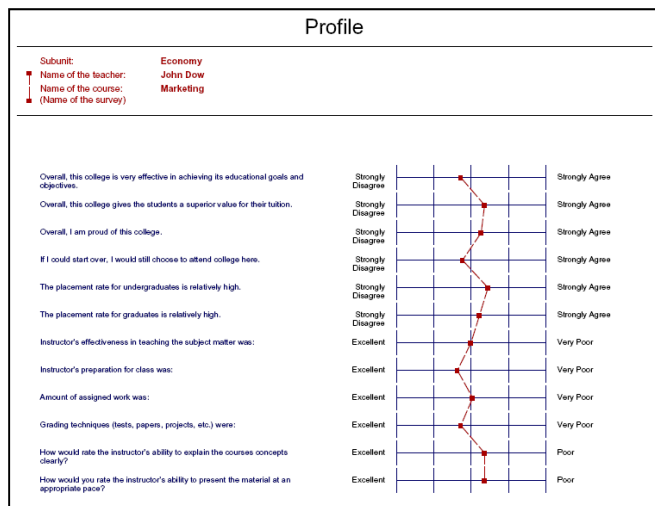 Profile
Subunit: Economy
Name of the teacher: John Dow
Name of the course: Marketing
(Name of the survey)
Overall, this college is very effective in achieving its educational goals and objectives. Strongly Disagree Strongly Agree
Overall, this college gives the students a superior value for their tuition. Strongly Disagree Strongly Agree
Overall, I am proud of this college. Strongly Disagree Strongly Agree
If I could start over, I would still choose to attend college here. Strongly Disagree Strongly Agree
The placement rate for undergraduates is relatively high. Strongly Disagree Strongly Agree
The placement rate for graduates is relatively high. Strongly Disagree Strongly Agree
Instructor's effectiveness in teaching the subject matter was: Excellent Very Poor
Instructor's preparation for class was: Excellent Very Poor
Amount of assigned work was: Excellent Very Poor
Grading techniques (tests, papers, projects, etc.) were: Excellent Very Poor
How would rate the instructor's ability to explain the courses concepts clearly? Excellent Poor
How would you rate the instructor's ability to present the material at an appropriate pace? Excellent Poor